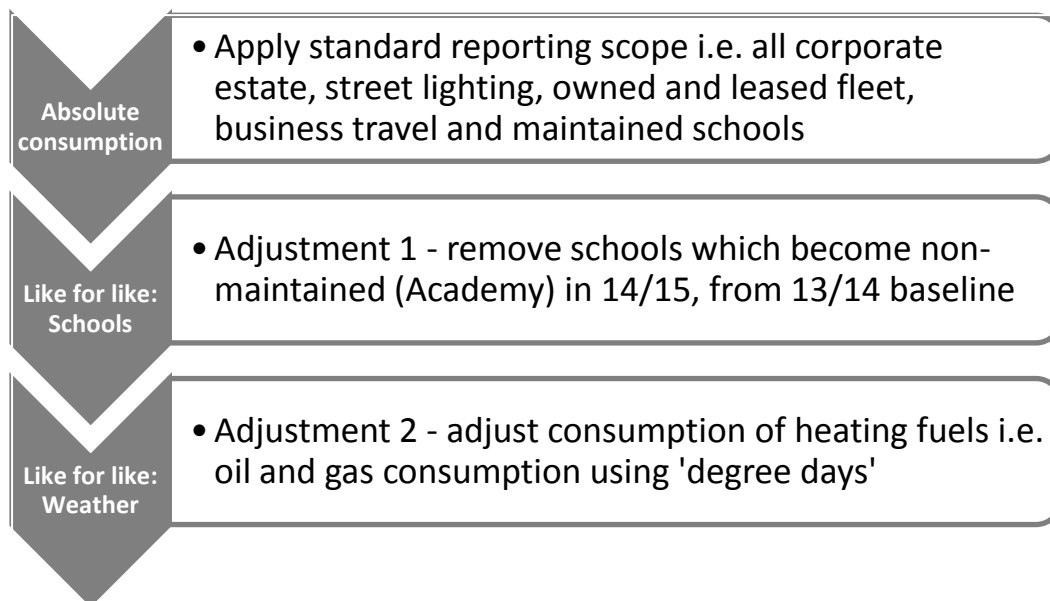 Absolute
consumption
• Apply standard reporting scope i.e. all corporate
estate, street lighting, owned and leased fleet,
business travel and maintained schools
Like for like:
Schools
• Adjustment 1 - remove schools which become non-
maintained (Academy) in 14/15, from 13/14 baseline
Like for like:
Weather
• Adjustment 2 - adjust consumption of heating fuels i.e.
oil and gas consumption using 'degree days'